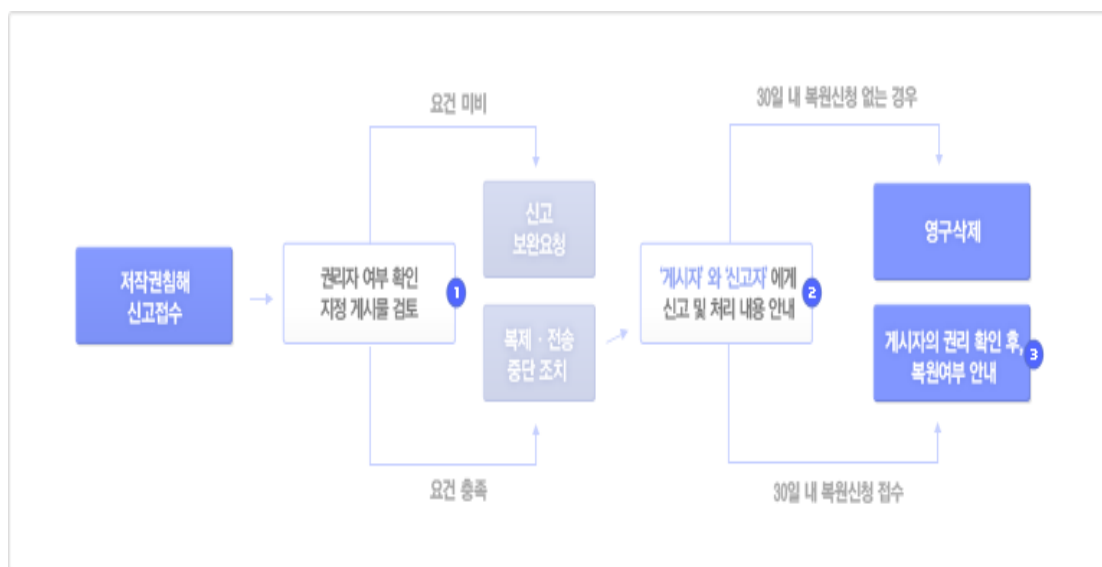 저작권침해
신고접수
권리자 여부 확인
지정 게시물 검토
1
요건 미비
신고
보완요청
요건 충족
복제 · 전송
중단 조치
'게시자' 와 '신고자' 에게
신고 및 처리 내용 안내
2
30일 내 복원신청 없는 경우
영구삭제
30일 내 복원신청 접수
게시자의 권리 확인 후,
복원여부 안내
3